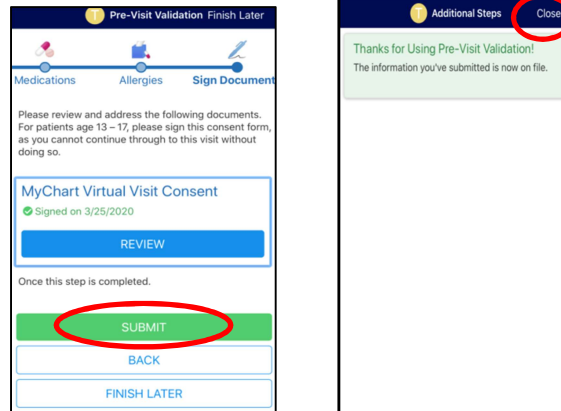 T Pre-Visit Validation Finish Later
Medications Allergies Sign Document
Please review and address the following documents.
For patients age 13 – 17, please sign this consent form,
as you cannot continue through to this visit without
doing so.
MyChart Virtual Visit Consent
Signed on 3/25/2020
REVIEW
Once this step is completed.
SUBMIT
BACK
FINISH LATER
T Additional Steps Close
Thanks for Using Pre-Visit Validation!
The information you've submitted is now on file.